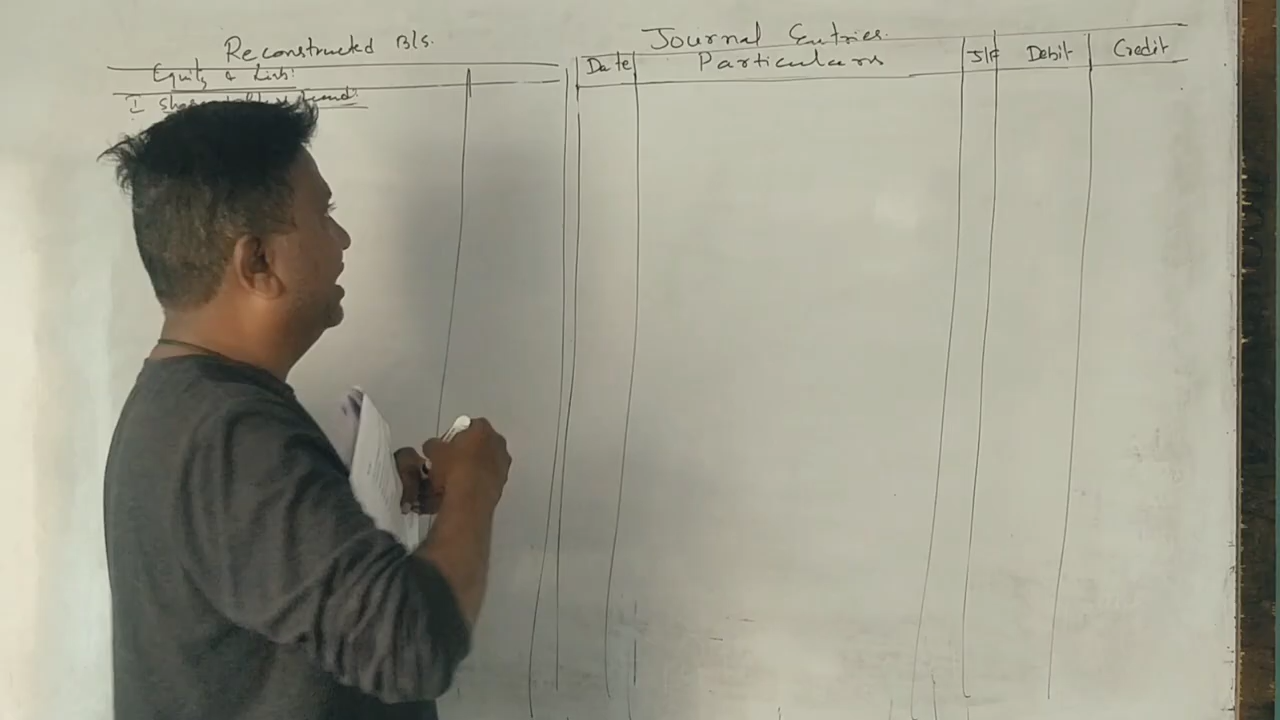 Reconstructed B/s.
Equity & Liab:
I
Journal Entries.
Date Particulars Debit Credit